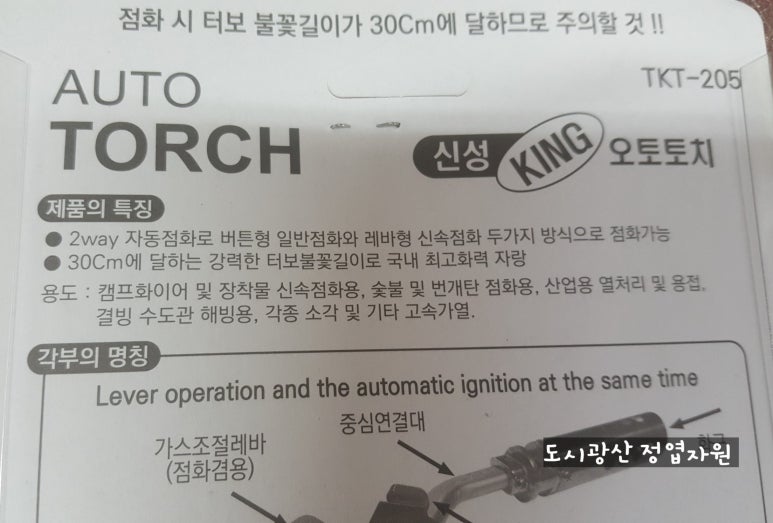 점화 시 터보 불꽃길이가 30Cm에 달하므로 주의할 것 !!
TKT-205
AUTO
TORCH
신성 KING 오토토치
제품의 특징
● 2way 자동점화로 버튼형 일반점화와 레바형 신속점화 두가지 방식으로 점화가능
● 30Cm에 달하는 강력한 터보불꽃길이로 국내 최고화력 자랑
용도 : 캠프화이어 및 장착물 신속점화용, 숯불 및 번개탄 점화용, 산업용 열처리 및 용접,
결빙 수도관 해빙용, 각종 소각 및 기타 고속가열.
각부의 명칭
Lever operation and the automatic ignition at the same time
중심연결대
가스조절레바
(점화겸용)
도시광산 정엽자원